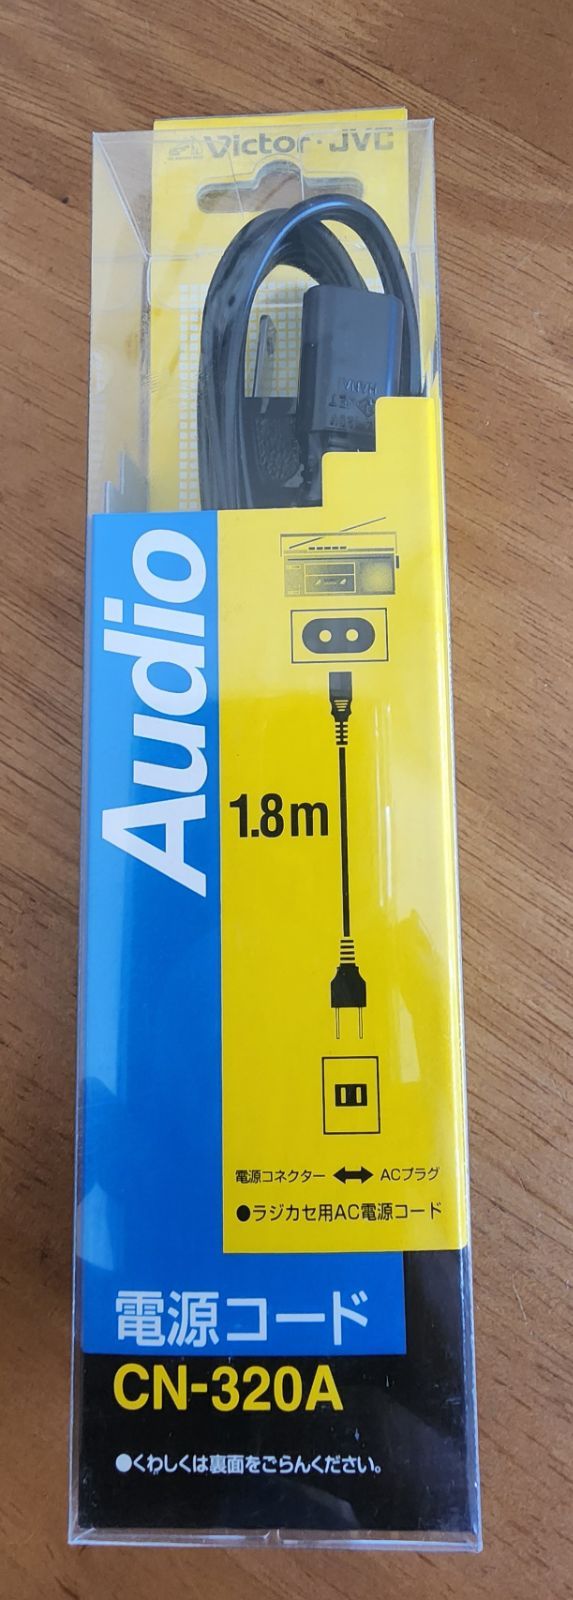 Victor・JVC
HANA
Audio
1.8m
電源コネクター ↔ ACプラグ
●ラジカセ用AC電源コード
電源コード
CN-320A
●くわしくは裏面をごらんください。